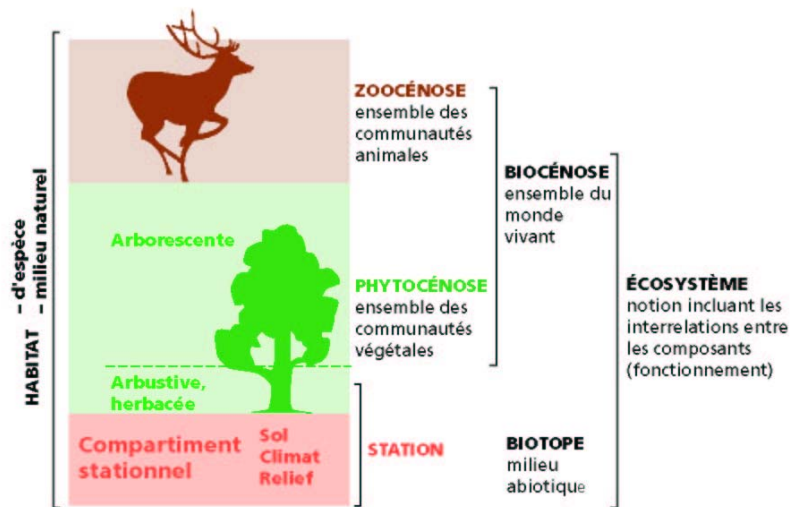 HABITAT – d'espèce
– milieu naturel
ZOOCÉNOSE
ensemble des
communautés
animales
Arborescente
PHYTOCÉNOSE
ensemble des
communautés
végétales
Arbustive,
herbacée
Compartiment
stationnel
Sol
Climat
Relief
STATION
BIOCÉNOSE
ensemble du
monde
vivant
BIOTOPE
milieu
abiotique
ÉCOSYSTÈME
notion incluant les
interrelations entre
les composants
(fonctionnement)